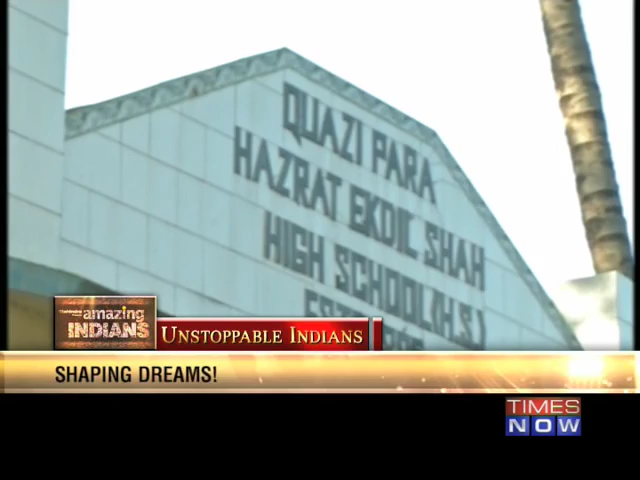 QUAZI PARA
HAZRAT EKDIL SHAH
HIGH SCHOOL(H.S.)
amazing
INDIANS
UNSTOPPABLE INDIANS
SHAPING DREAMS!
TIMES
NOW